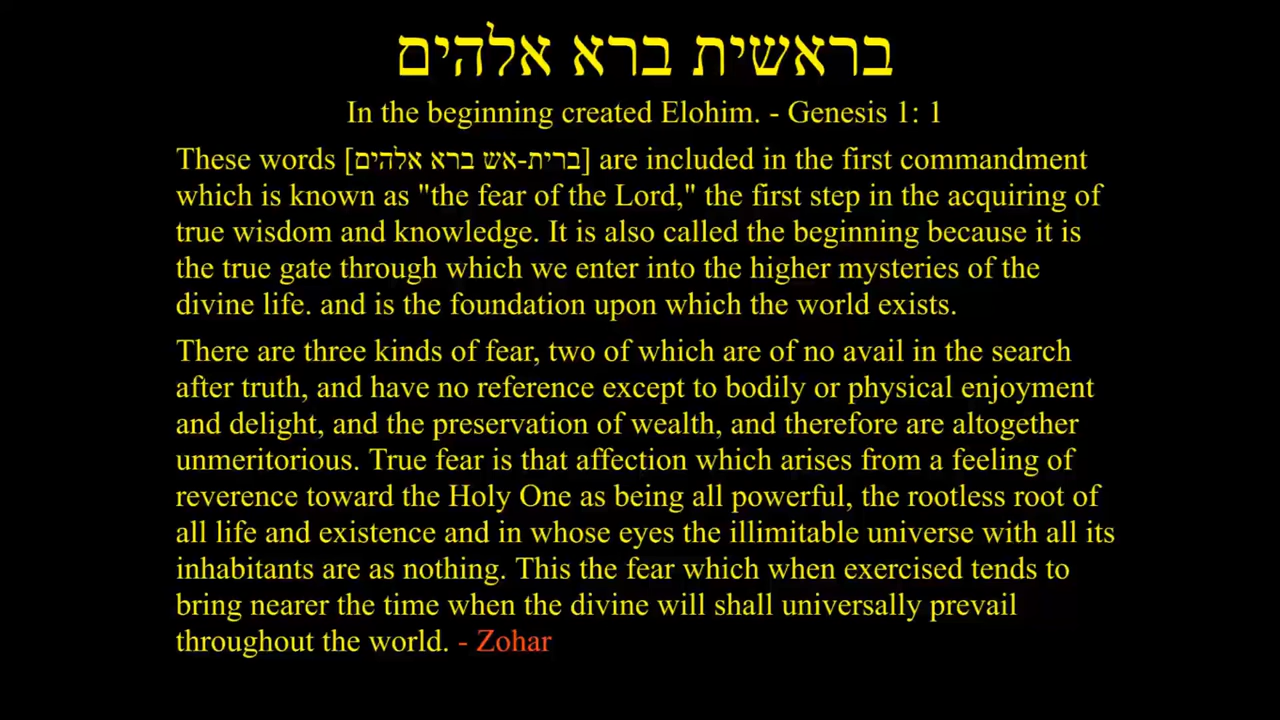 בראשית ברא אלהים
In the beginning created Elohim. - Genesis 1: 1
These words [ברית-אש ברא אלהים] are included in the first commandment
which is known as "the fear of the Lord," the first step in the acquiring of
true wisdom and knowledge. It is also called the beginning because it is
the true gate through which we enter into the higher mysteries of the
divine life. and is the foundation upon which the world exists.
There are three kinds of fear, two of which are of no avail in the search
after truth, and have no reference except to bodily or physical enjoyment
and delight, and the preservation of wealth, and therefore are altogether
unmeritorious. True fear is that affection which arises from a feeling of
reverence toward the Holy One as being all powerful, the rootless root of
all life and existence and in whose eyes the illimitable universe with all its
inhabitants are as nothing. This the fear which when exercised tends to
bring nearer the time when the divine will shall universally prevail
throughout the world. - Zohar